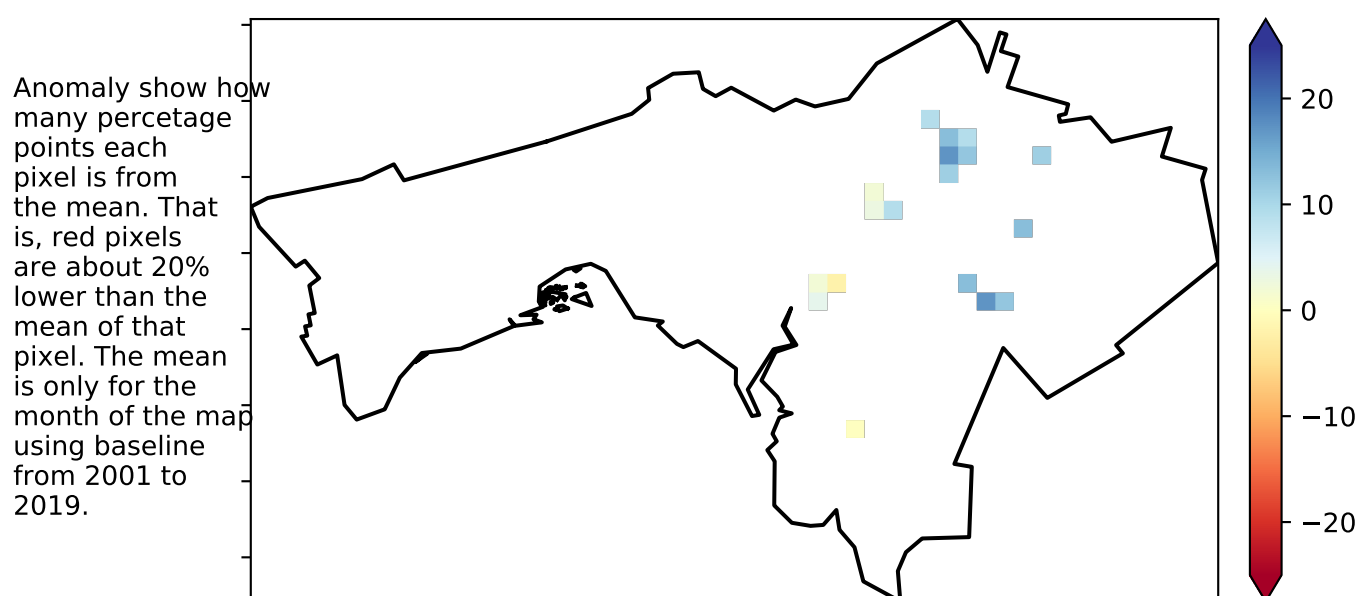 Anomaly show how
many percetage
points each
pixel is from
the mean. That
is, red pixels
are about 20%
lower than the
mean of that
pixel. The mean
is only for the
month of the map
using baseline
from 2001 to
2019.
20
10
0
−10
−20